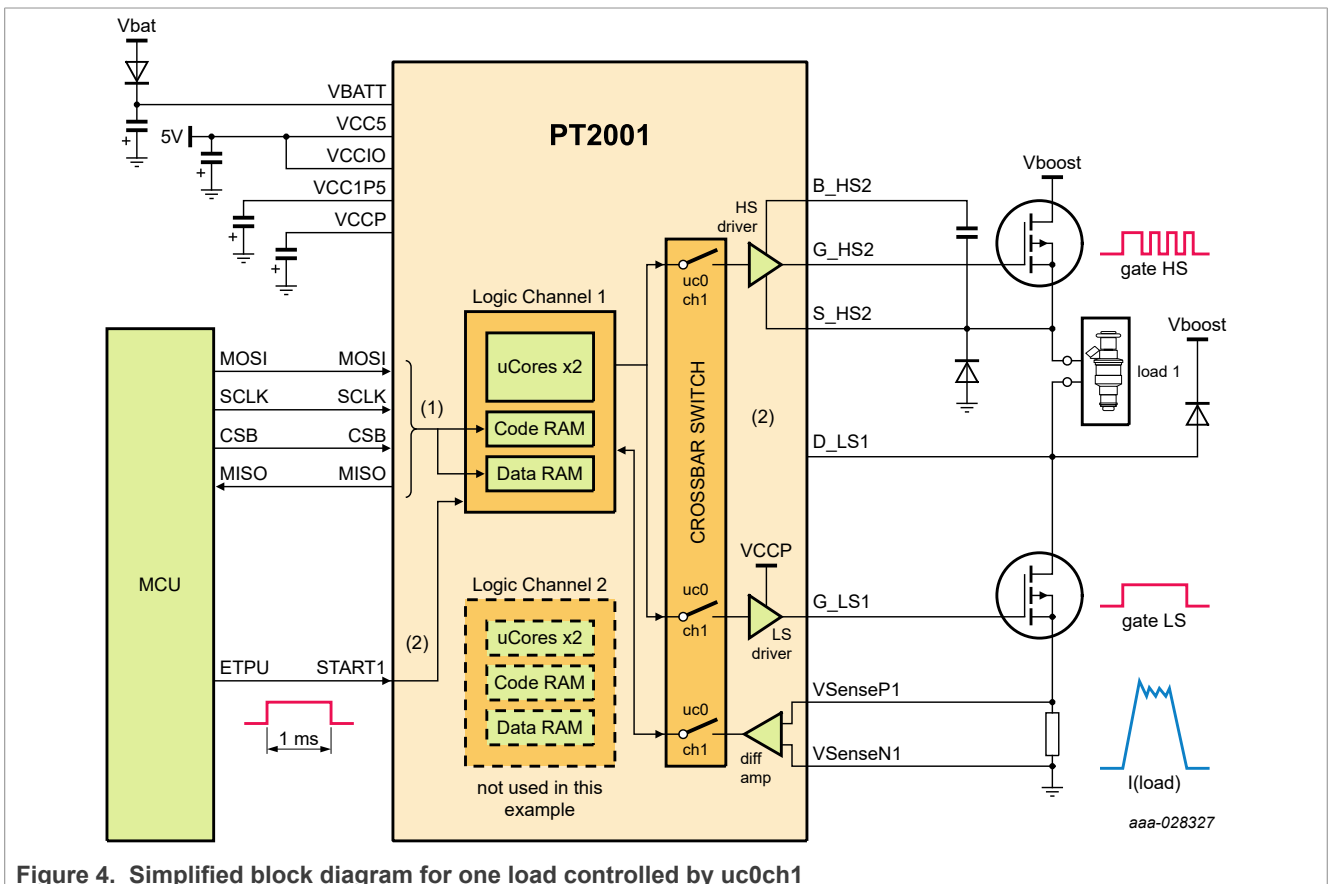 Vbat
VBATT
VCC5
5V
VCCIO
VCC1P5
VCCP
PT2001
+
+
+
+
HS
driver
B_HS2
G_HS2
S_HS2
Vboost
gate HS
Logic Channel 1
uCores x2
Code RAM
Data RAM
uc0
ch1
CROSSBAR SWITCH
(2)
Vboost
load 1
MOSI MOSI
SCLK SCLK
CSB CSB
MISO MISO
(1)
D_LS1
MCU
Logic Channel 2
uCores x2
Code RAM
Data RAM
not used in this
example
uc0
ch1
VCCP
LS
driver
G_LS1
gate LS
(2)
ETPU START1
1 ms
uc0
ch1
diff
amp
VSenseP1
VSenseN1
I(load)
aaa-028327
Figure 4. Simplified block diagram for one load controlled by uc0ch1